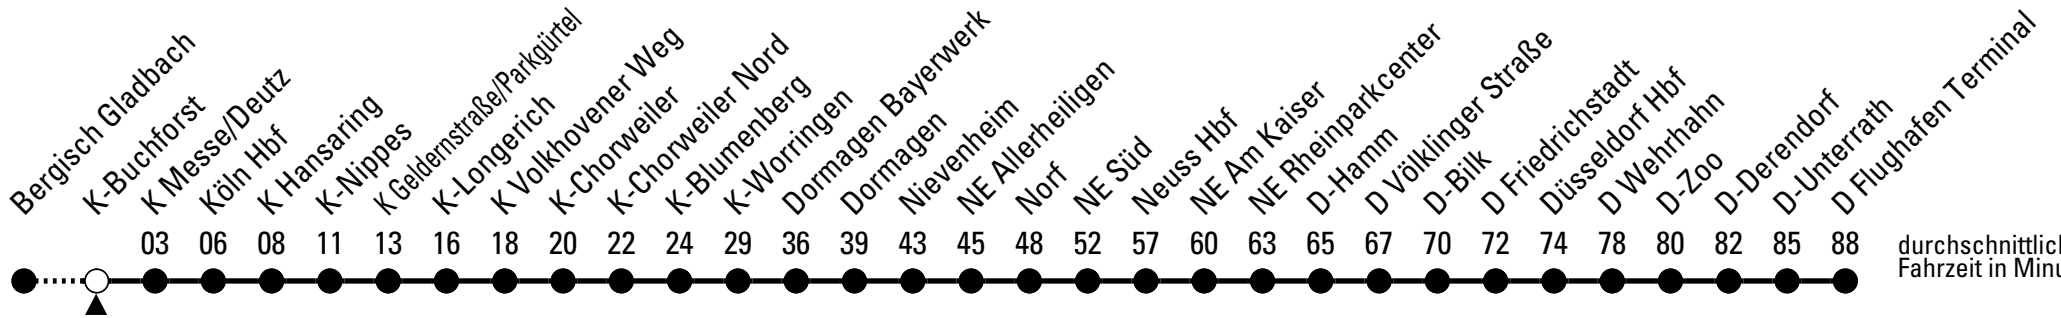 Bergisch Gladbach
K-Buchforst
K Messe/Deutz
Köln Hbf
K Hansaring
K-Nippes
K Geldernstraße/Parkgürtel
K-Longerich
K Volkhovener Weg
K-Chorweiler
K-Chorweiler Nord
K-Blumenberg
K-Worringen
Dormagen Bayerwerk
Dormagen
Nievenheim
NE Allerheiligen
Norf
NE Süd
Neuss Hbf
NE Am Kaiser
NE Rheinparkcenter
D-Hamm
D Völklinger Straße
D-Bilk
D Friedrichstadt
Düsseldorf Hbf
D Wehrhahn
D-Zoo
D-Derendorf
D-Unterrath
D Flughafen Terminal
03 06 08 11 13 16 18 20 22 24 29 36 39 43 45 48 52 57 60 63 65 67 70 72 74 78 80 82 85 88
durchschnittlich
Fahrzeit in Minu